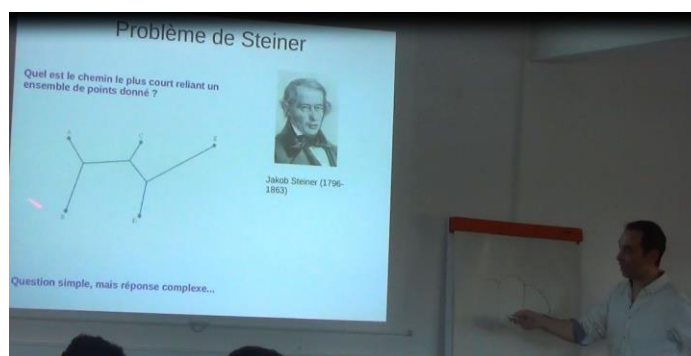 Problème de Steiner
Quel est le chemin le plus court reliant un
ensemble de points donné ?
A
C
Jakob Steiner (1796-
1863)
Question simple, mais réponse complexe...